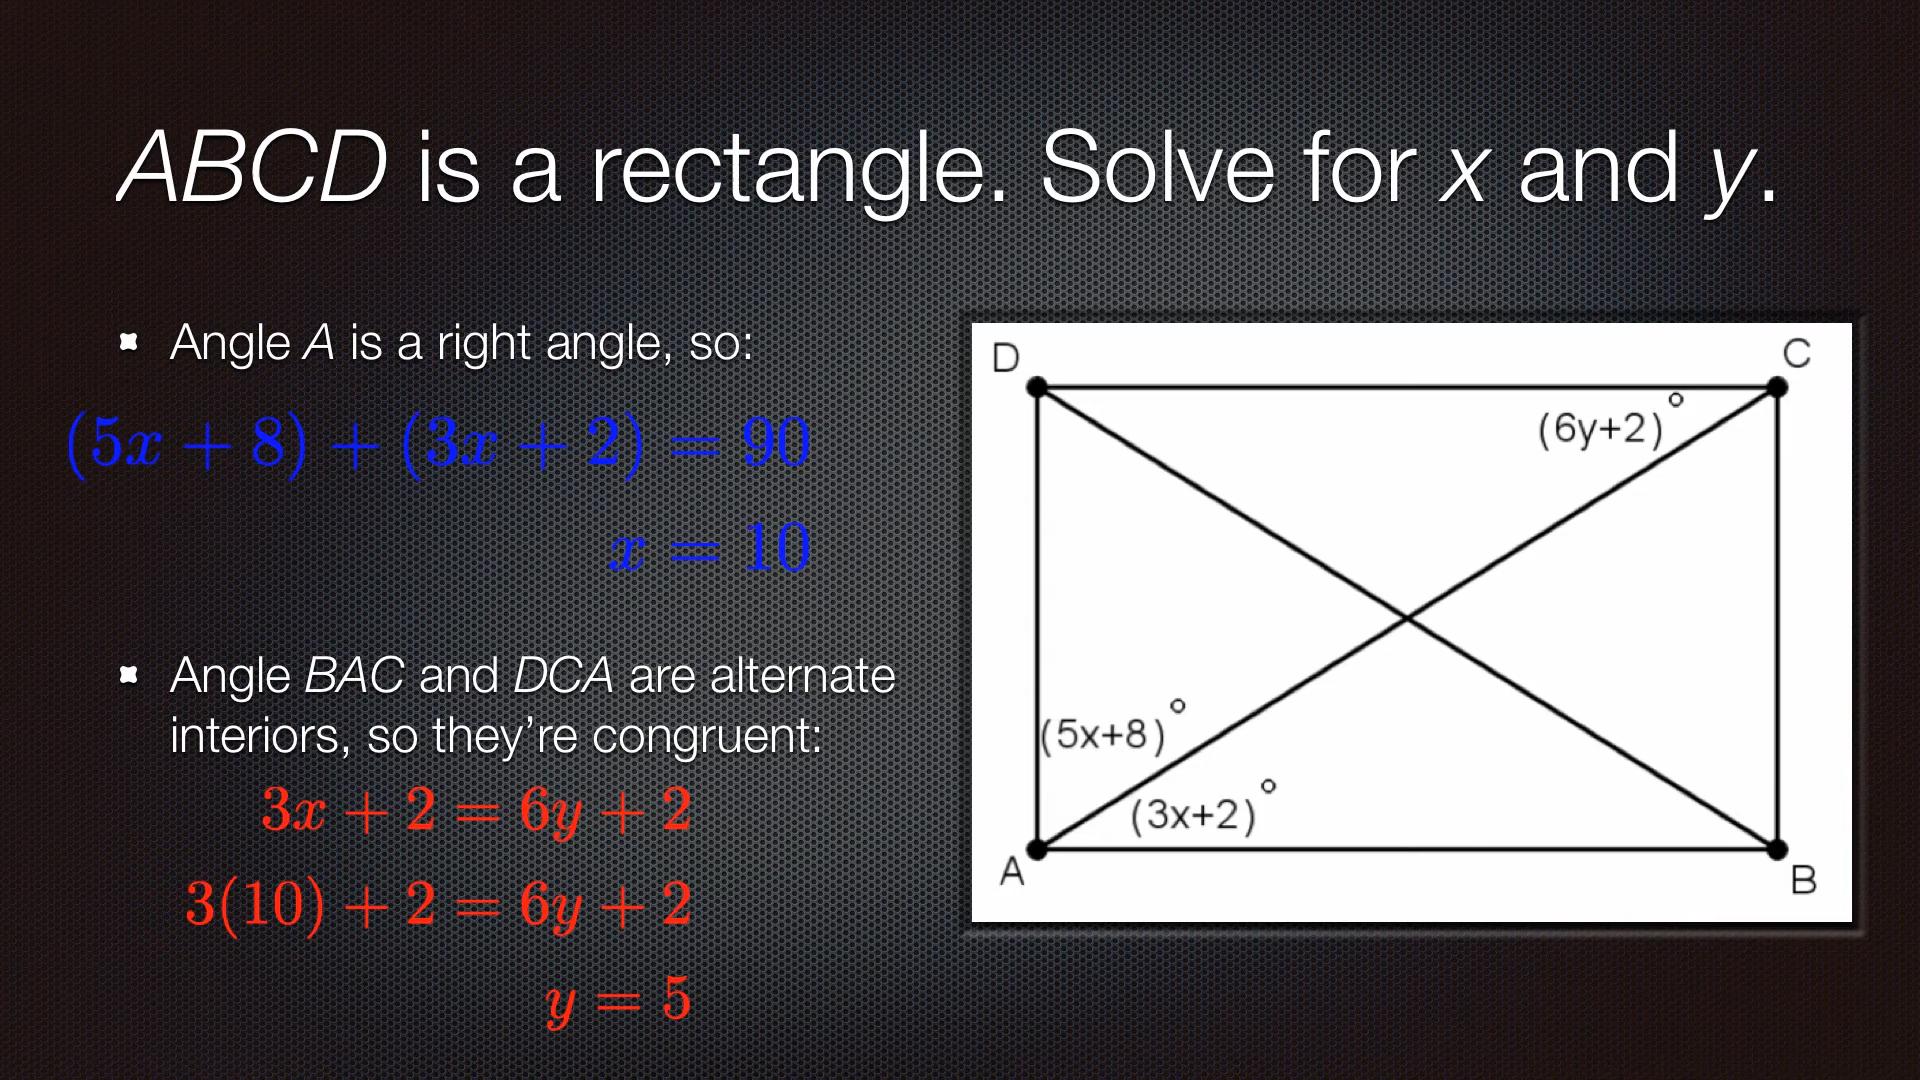 ABCD is a rectangle. Solve for x and y.
Angle A is a right angle, so:
(5x + 8) + (3x + 2) = 90
x = 10
Angle BAC and DCA are alternate
interiors, so they're congruent:
3x + 2 = 6y + 2
3(10) + 2 = 6y + 2
y = 5
D
C
(6y+2)°
(5x+8)°
(3x+2)°
A
B